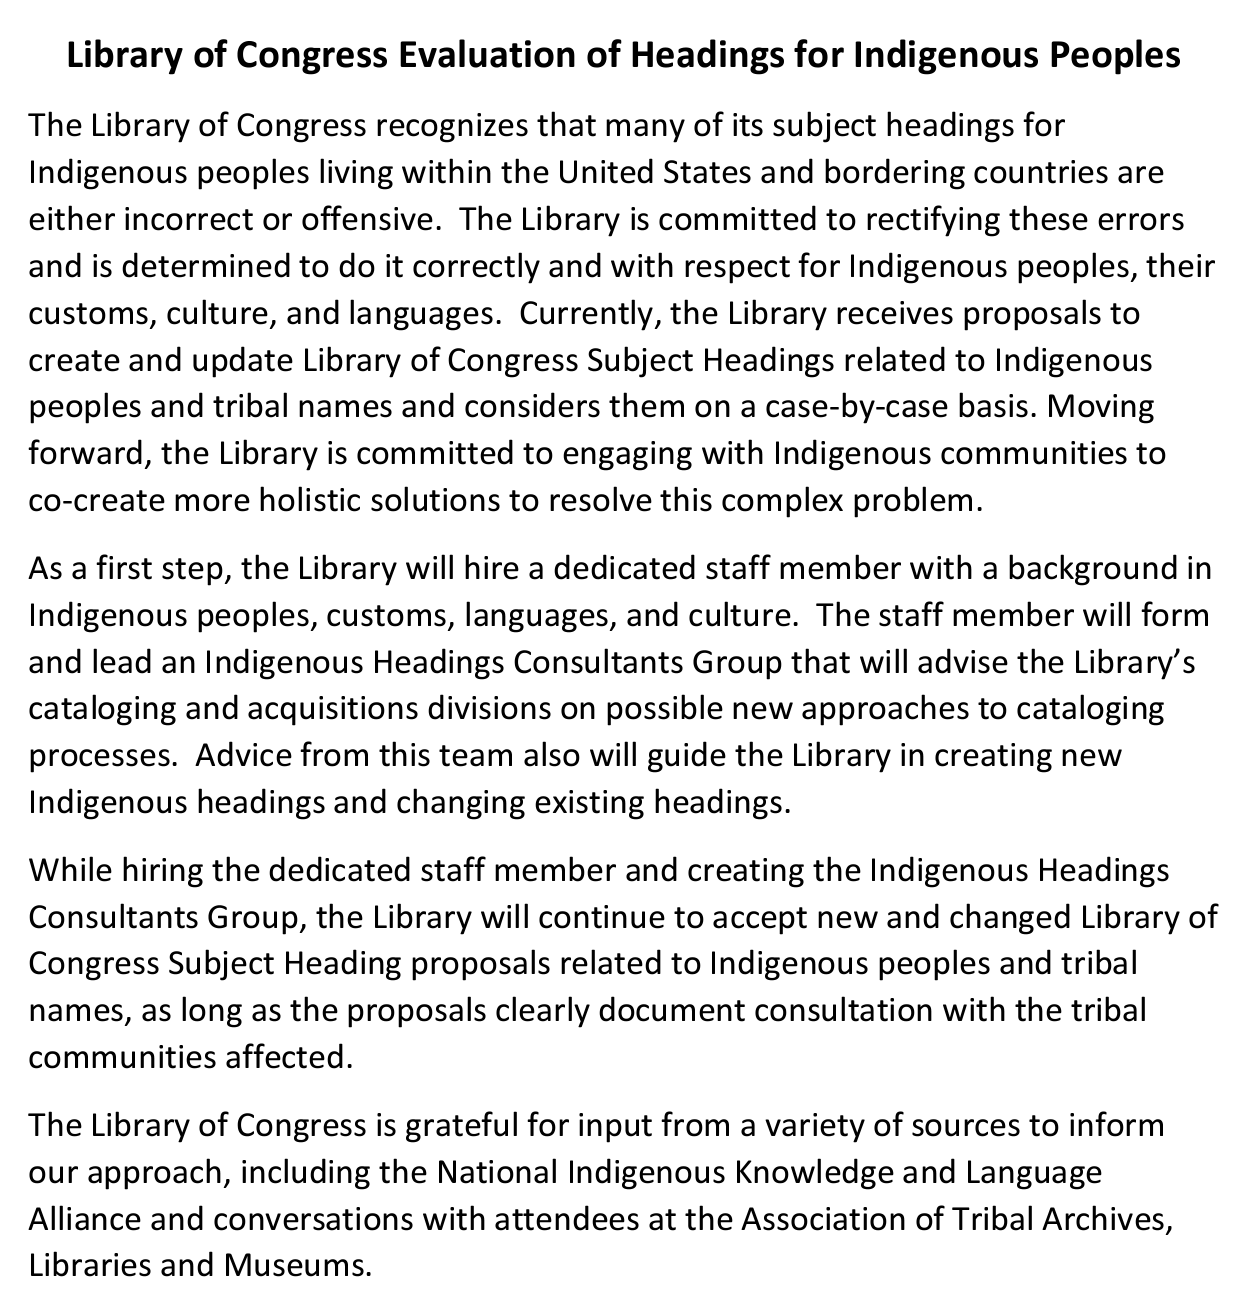 Library of Congress Evaluation of Headings for Indigenous Peoples
The Library of Congress recognizes that many of its subject headings for
Indigenous peoples living within the United States and bordering countries are
either incorrect or offensive.  The Library is committed to rectifying these errors
and is determined to do it correctly and with respect for Indigenous peoples, their
customs, culture, and languages.  Currently, the Library receives proposals to
create and update Library of Congress Subject Headings related to Indigenous
peoples and tribal names and considers them on a case-by-case basis. Moving
forward, the Library is committed to engaging with Indigenous communities to
co-create more holistic solutions to resolve this complex problem.
As a first step, the Library will hire a dedicated staff member with a background in
Indigenous peoples, customs, languages, and culture.  The staff member will form
and lead an Indigenous Headings Consultants Group that will advise the Library’s
cataloging and acquisitions divisions on possible new approaches to cataloging
processes.  Advice from this team also will guide the Library in creating new
Indigenous headings and changing existing headings.
While hiring the dedicated staff member and creating the Indigenous Headings
Consultants Group, the Library will continue to accept new and changed Library of
Congress Subject Heading proposals related to Indigenous peoples and tribal
names, as long as the proposals clearly document consultation with the tribal
communities affected.
The Library of Congress is grateful for input from a variety of sources to inform
our approach, including the National Indigenous Knowledge and Language
Alliance and conversations with attendees at the Association of Tribal Archives,
Libraries and Museums.